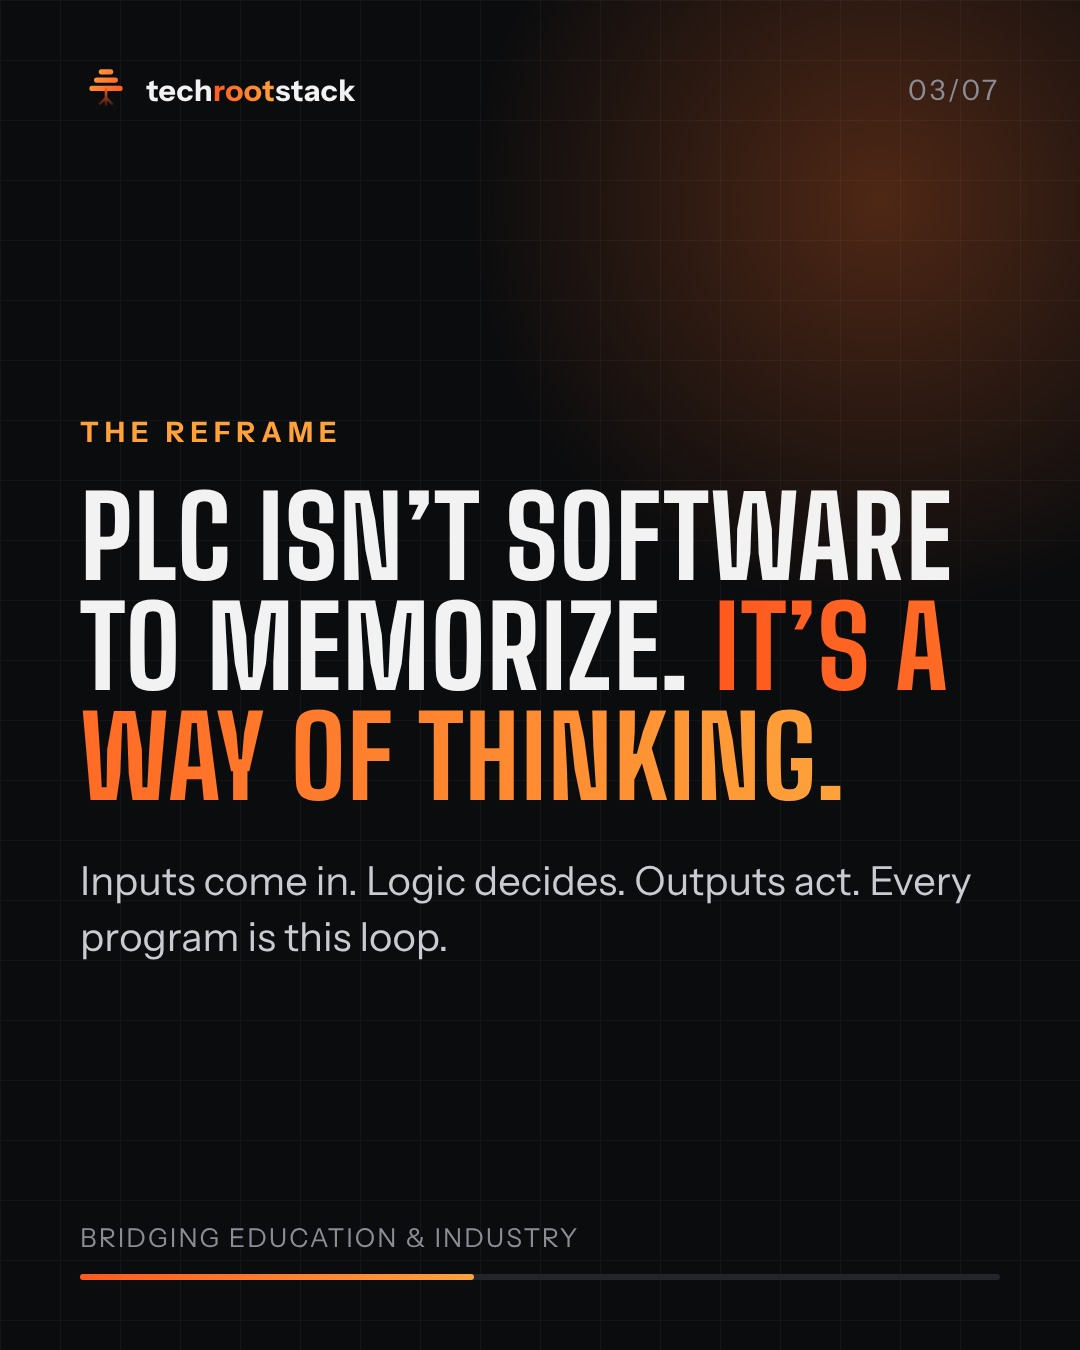 techrootstack
03/07
THE REFRAME
PLC ISN’T SOFTWARE
TO MEMORIZE. IT’S A
WAY OF THINKING.
Inputs come in. Logic decides. Outputs act. Every
program is this loop.
BRIDGING EDUCATION & INDUSTRY